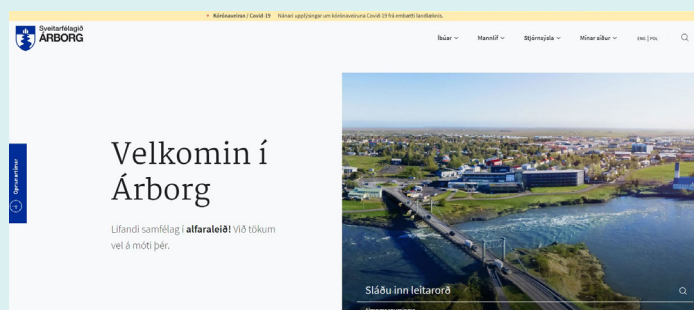 Kórónaveiran / Covid-19 Nánari upplýsingar um kórónuveiruna Covid-19 frá embætti landlæknis.
Sveitarfélagið
ÁRBORG
Íbúar Mannlíf Stjórnsýsla Mínar síður ENG | POL
Opnunartímar
Velkomin í
Árborg
Lifandi samfélag í alfaraleið! Við tökum
vel á móti þér.
Sláðu inn leitarorð